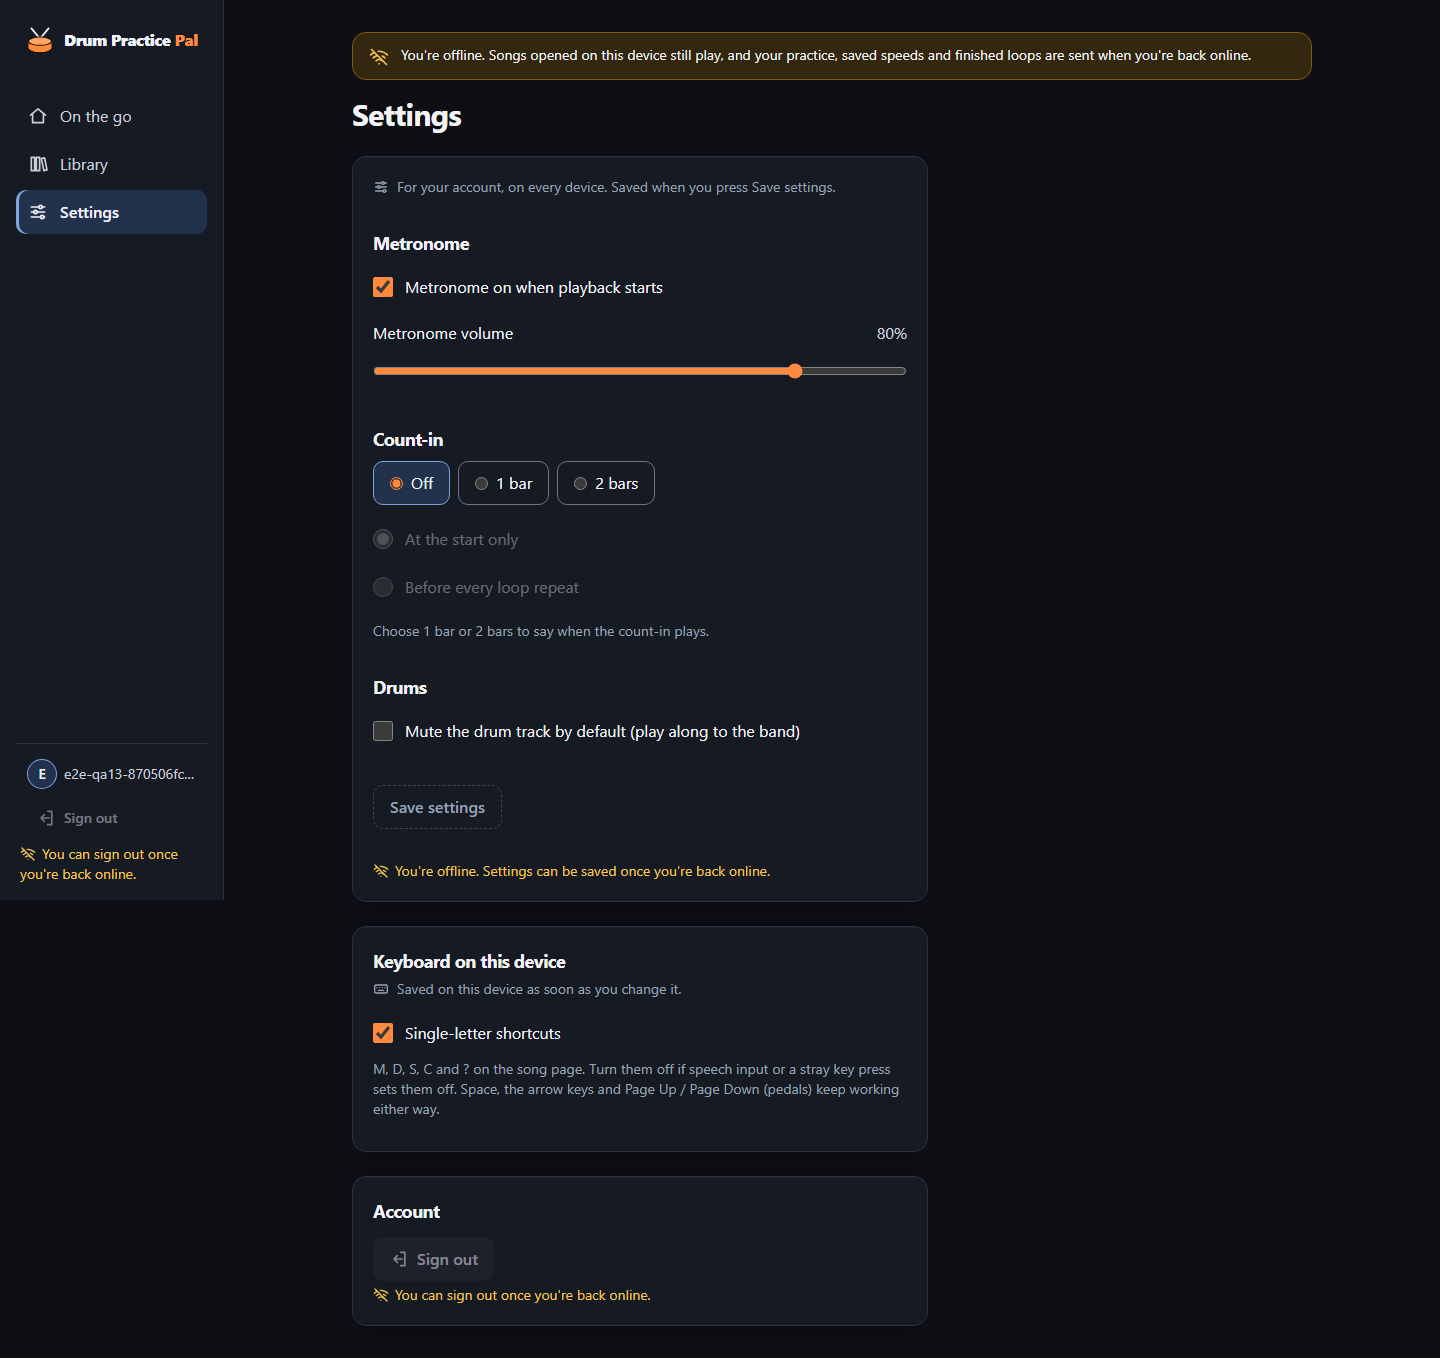 Drum Practice Pal
On the go
Library
Settings
e2e-qa13-870506fc...
E
Sign out
You can sign out once
you're back online.
You're offline. Songs opened on this device still play, and your practice, saved speeds and finished loops are sent when you're back online.
Settings
For your account, on every device. Saved when you press Save settings.
Metronome
Metronome on when playback starts
Metronome volume 80%
Count-in
Off 1 bar 2 bars
At the start only
Before every loop repeat
Choose 1 bar or 2 bars to say when the count-in plays.
Drums
Mute the drum track by default (play along to the band)
Save settings
You're offline. Settings can be saved once you're back online.
Keyboard on this device
Saved on this device as soon as you change it.
Single-letter shortcuts
M, D, S, C and ? on the song page. Turn them off if speech input or a stray key press
sets them off. Space, the arrow keys and Page Up / Page Down (pedals) keep working
either way.
Account
Sign out
You can sign out once you're back online.